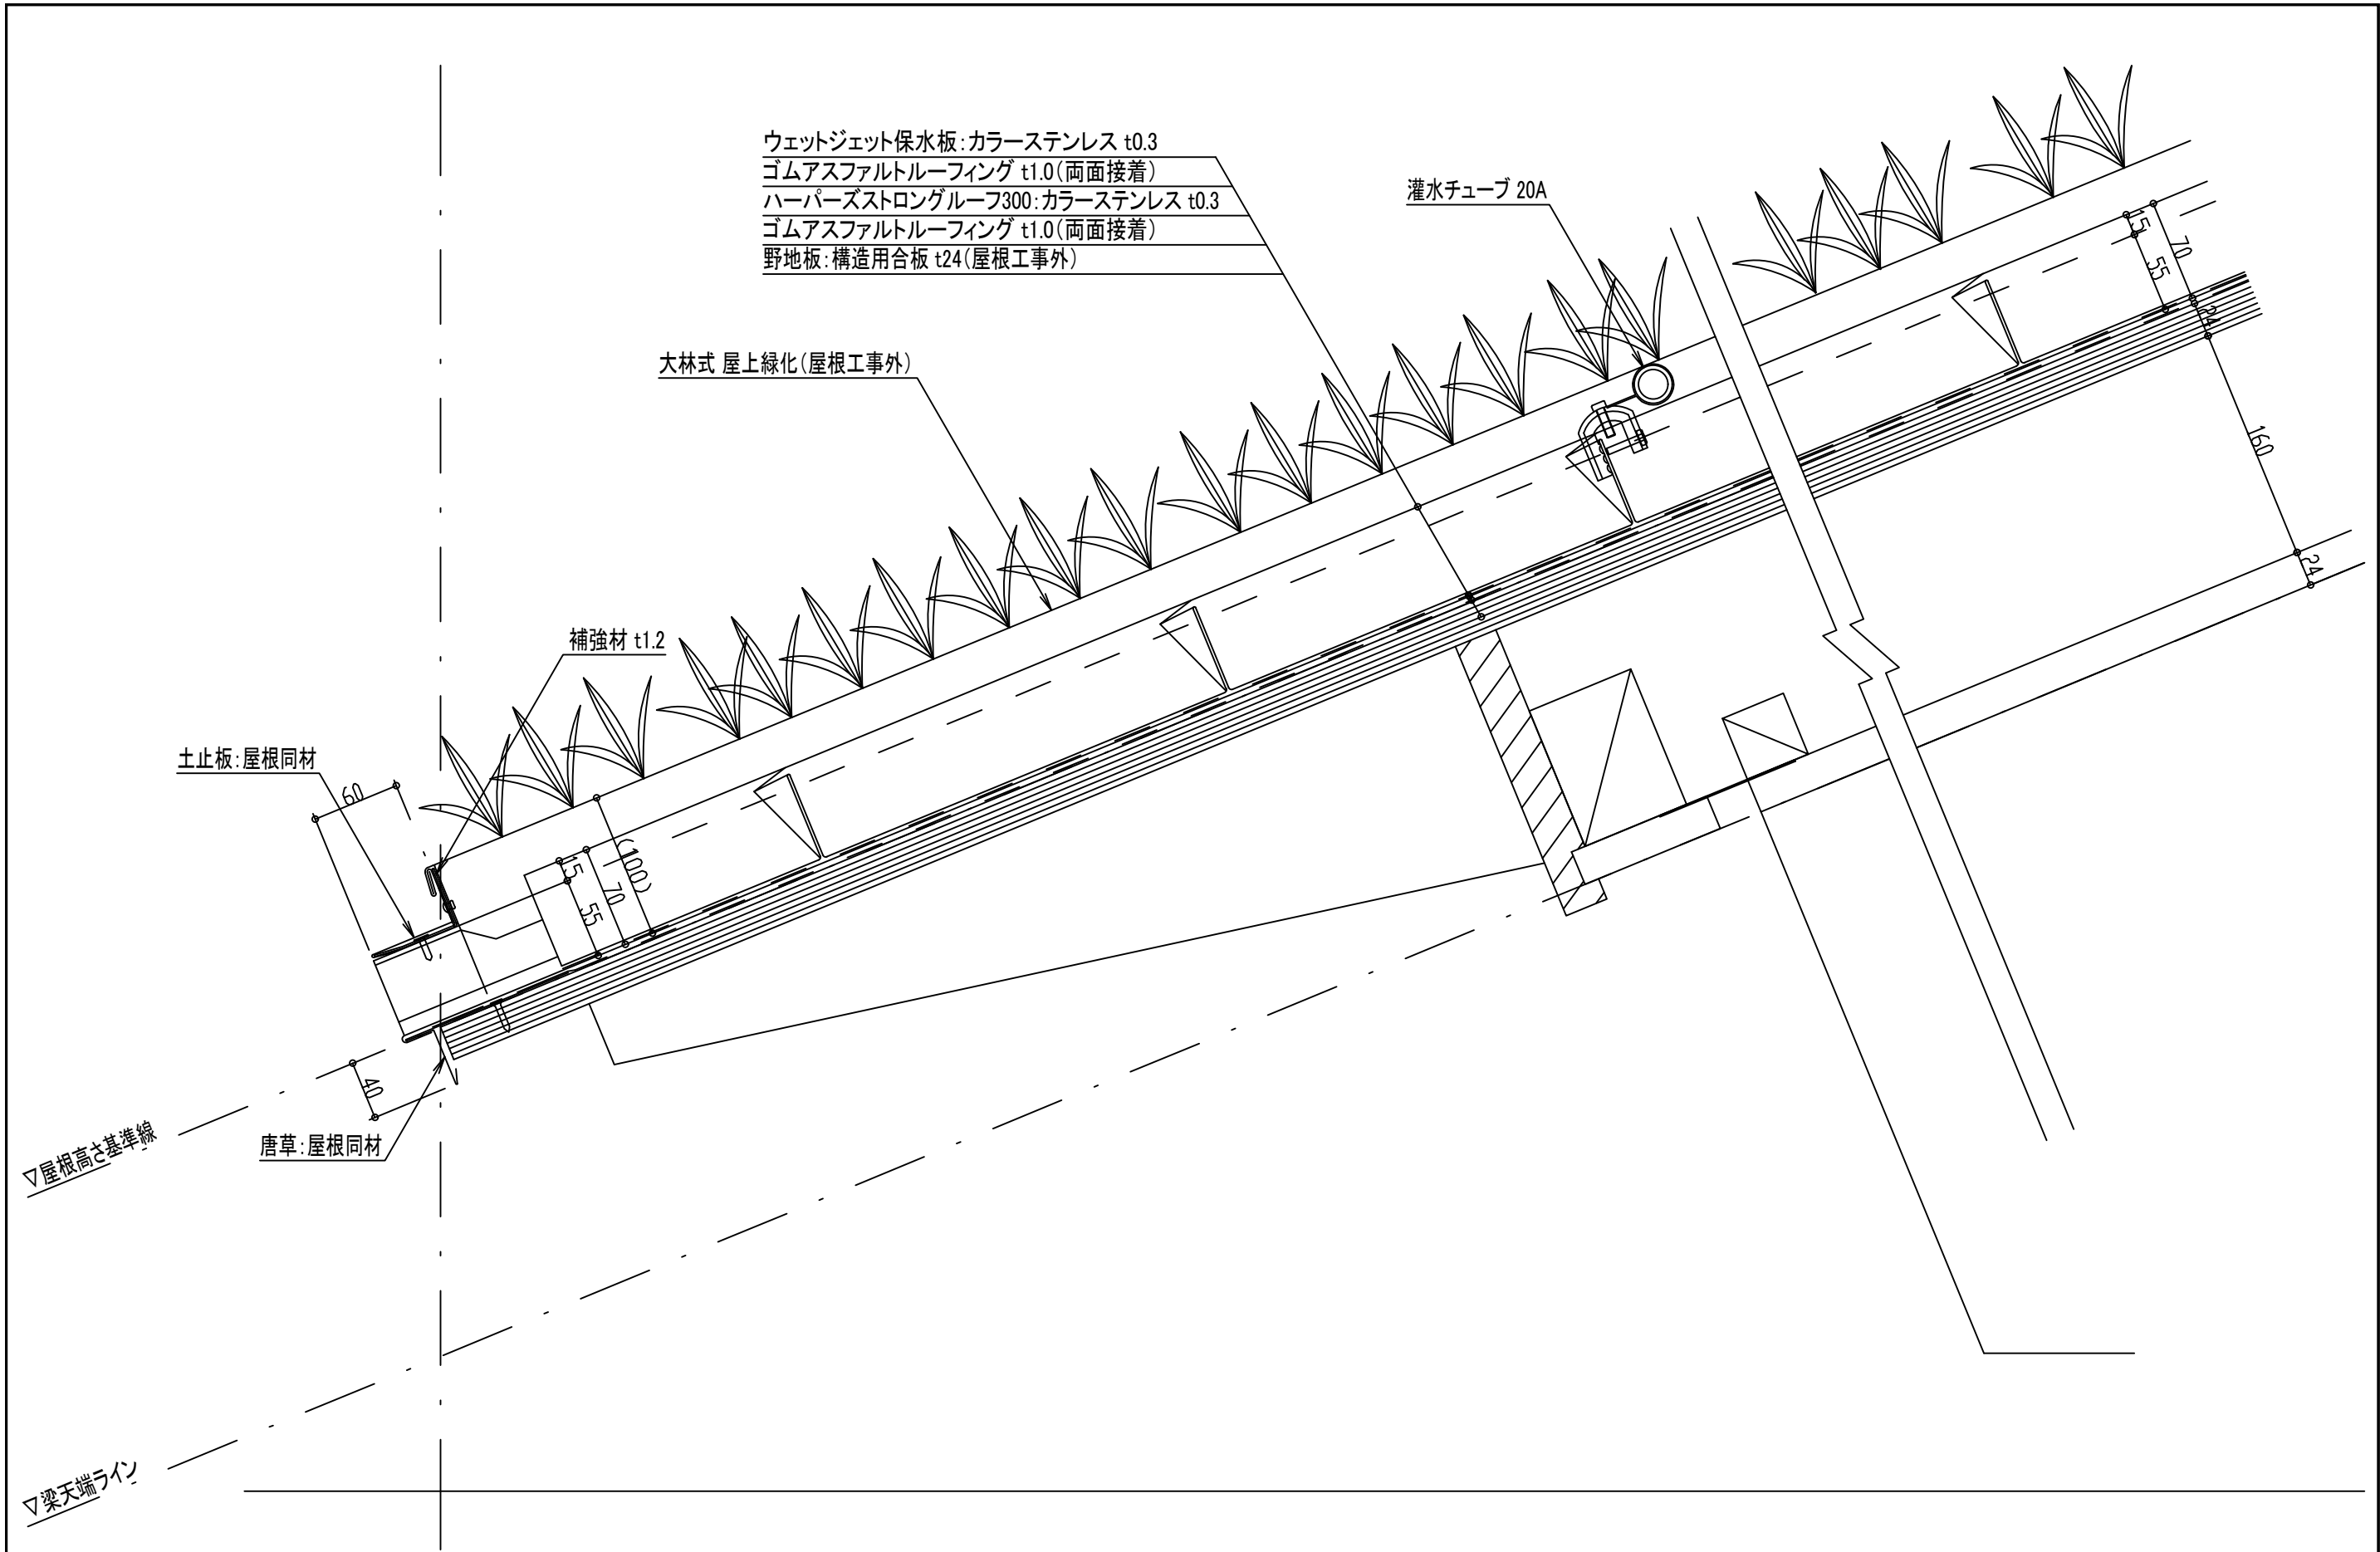 ウェットジェット保水板：カラーステンレス t0.3
ゴムアスファルトルーフィング t1.0（両面接着）
ハーパーズストロングルーフ300：カラーステンレス t0.3
ゴムアスファルトルーフィング t1.0（両面接着）
野地板：構造用合板 t24（屋根工事外）
灌水チューブ 20A
大林式 屋上緑化（屋根工事外）
補強材 t1.2
土止板：屋根同材
60
15
55
70
(100)
15
55
70
24
160
24
40
唐草：屋根同材
▽屋根高さ基準線
▽梁天端ライン